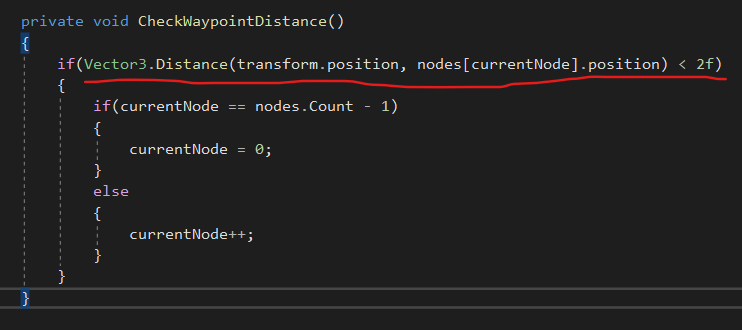 private void CheckWaypointDistance()
{
if(Vector3.Distance(transform.position, nodes[currentNode].position) < 2f)
{
if(currentNode == nodes.Count - 1)
{
currentNode = 0;
}
else
{
currentNode++;
}
}
}